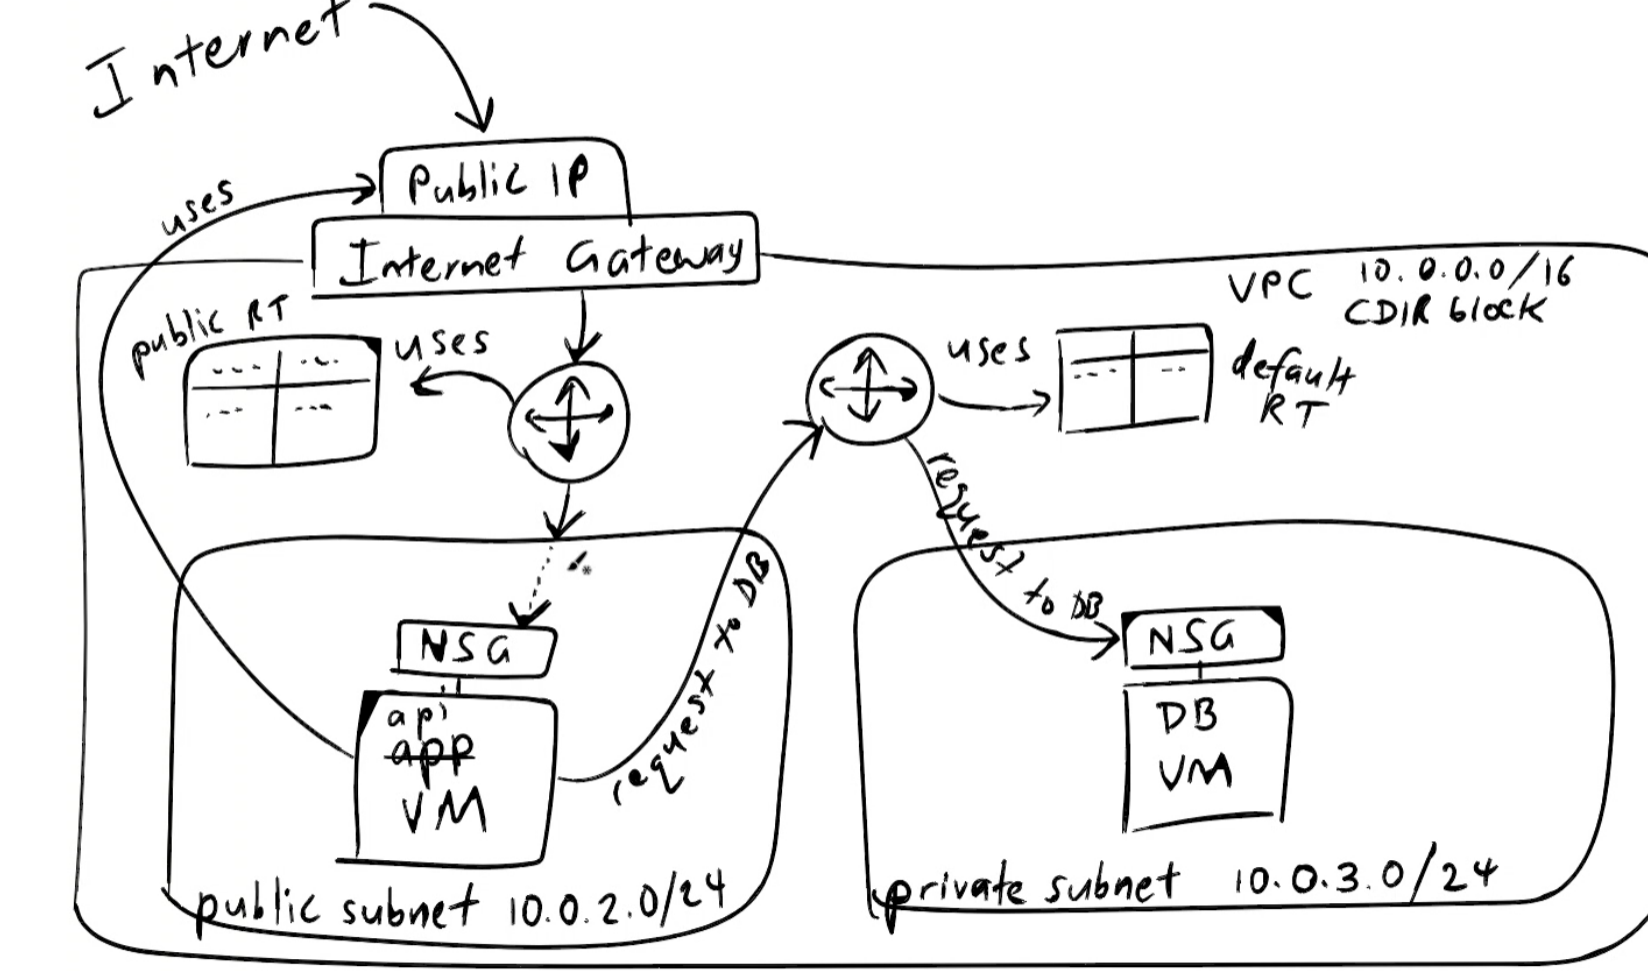 Internet
uses
Public IP
Internet Gateway
VPC 10.0.0.0/16
CDIR block
public RT
uses
uses
default
RT
request to DB
request to DB
NSG
api
app
VM
NSG
DB
VM
public subnet 10.0.2.0/24
private subnet 10.0.3.0/24